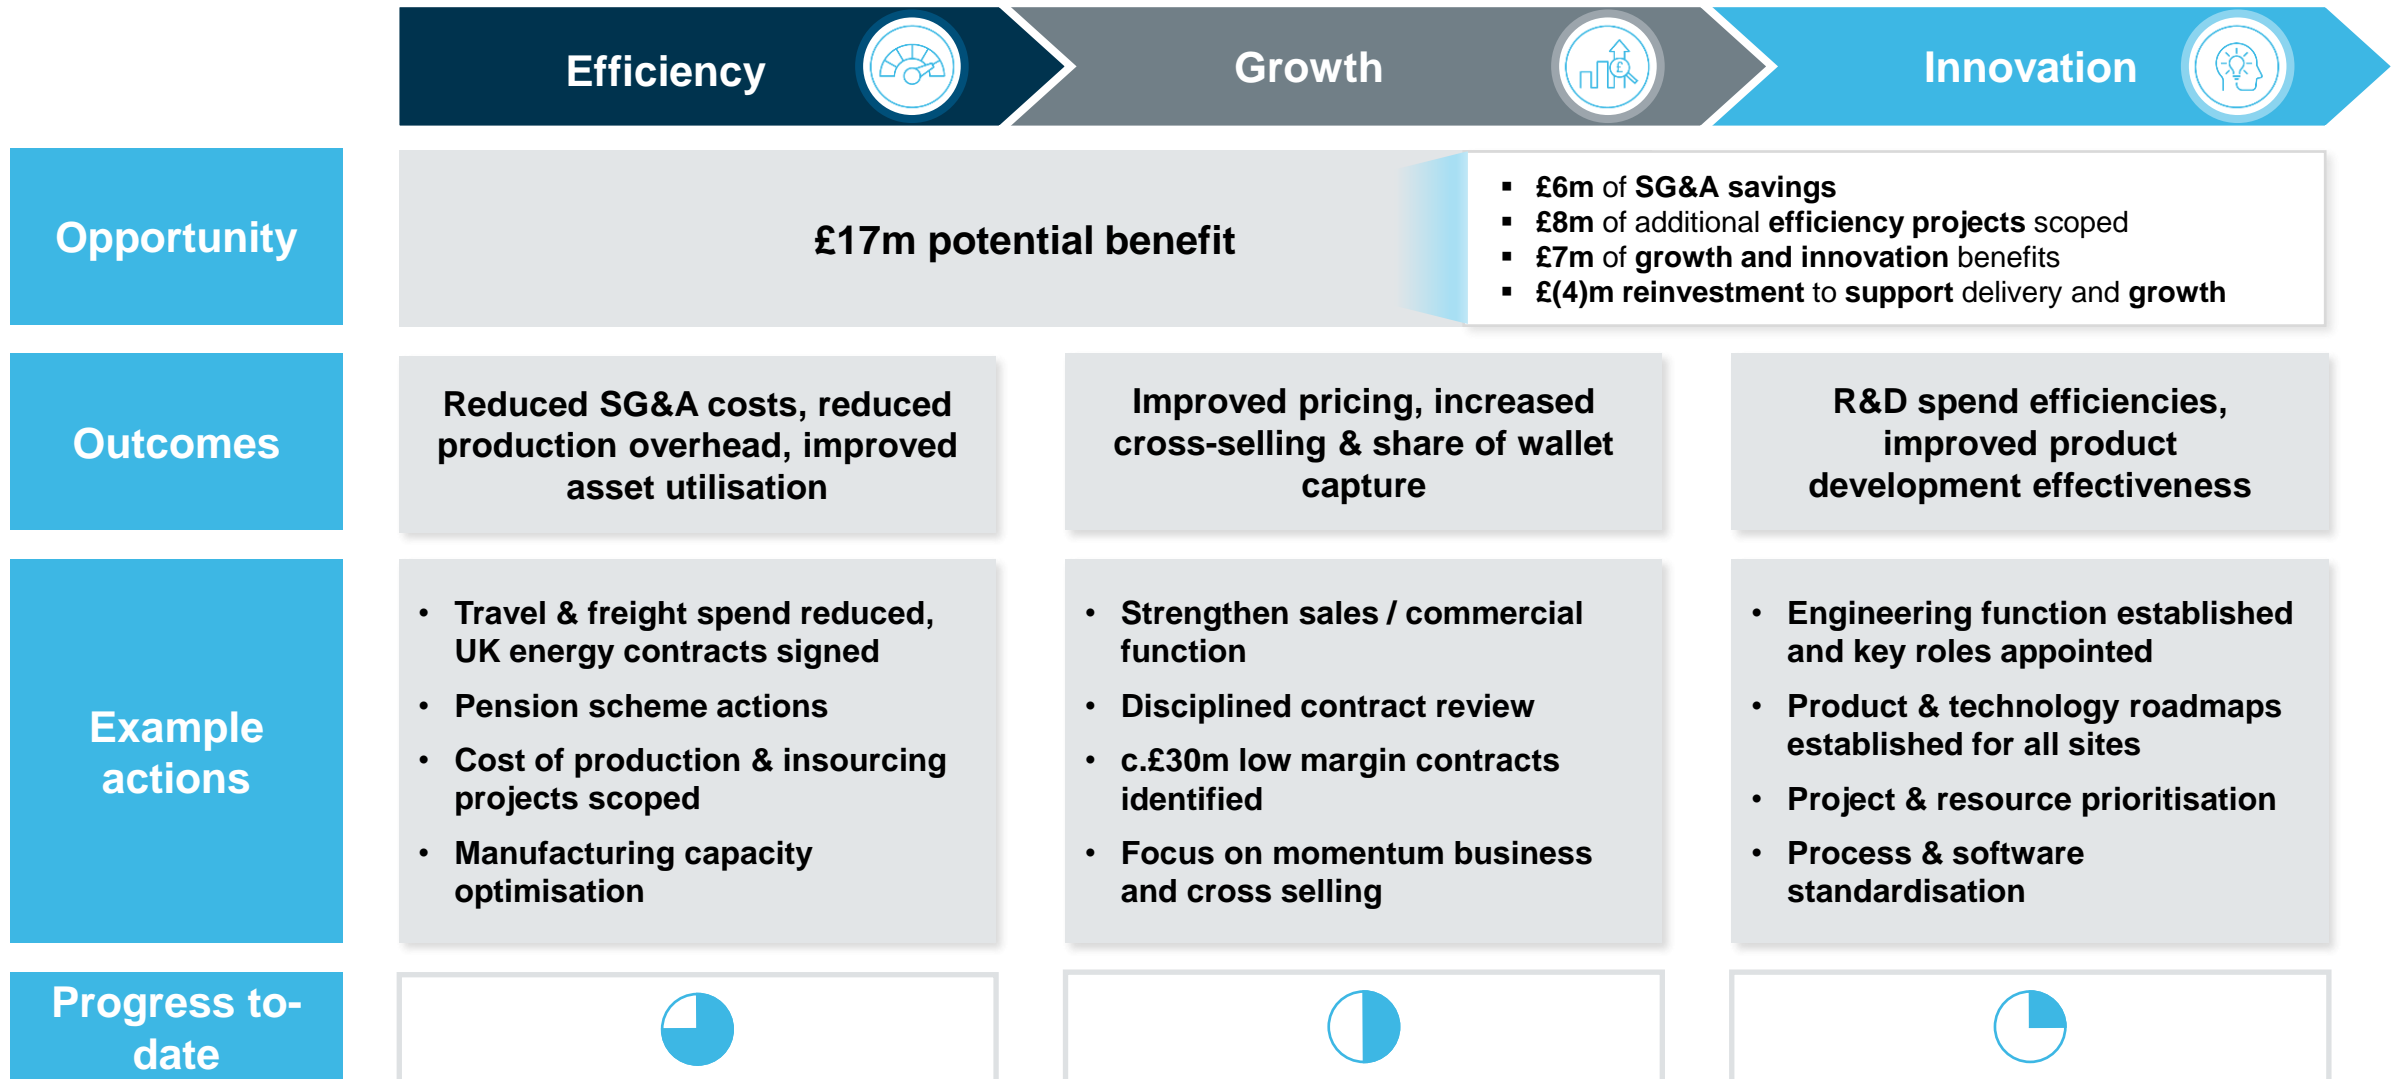 Efficiency
Growth
Innovation
Opportunity
£17m potential benefit
▪ £6m of SG&A savings
▪ £8m of additional efficiency projects scoped
▪ £7m of growth and innovation benefits
▪ £(4)m reinvestment to support delivery and growth
Outcomes
Reduced SG&A costs, reduced
production overhead, improved
asset utilisation
Improved pricing, increased
cross-selling & share of wallet
capture
R&D spend efficiencies,
improved product
development effectiveness
Example
actions
• Travel & freight spend reduced,
UK energy contracts signed
• Pension scheme actions
• Cost of production & insourcing
projects scoped
• Manufacturing capacity
optimisation
• Strengthen sales / commercial
function
• Disciplined contract review
• c.£30m low margin contracts
identified
• Focus on momentum business
and cross selling
• Engineering function established
and key roles appointed
• Product & technology roadmaps
established for all sites
• Project & resource prioritisation
• Process & software
standardisation
Progress to-
date